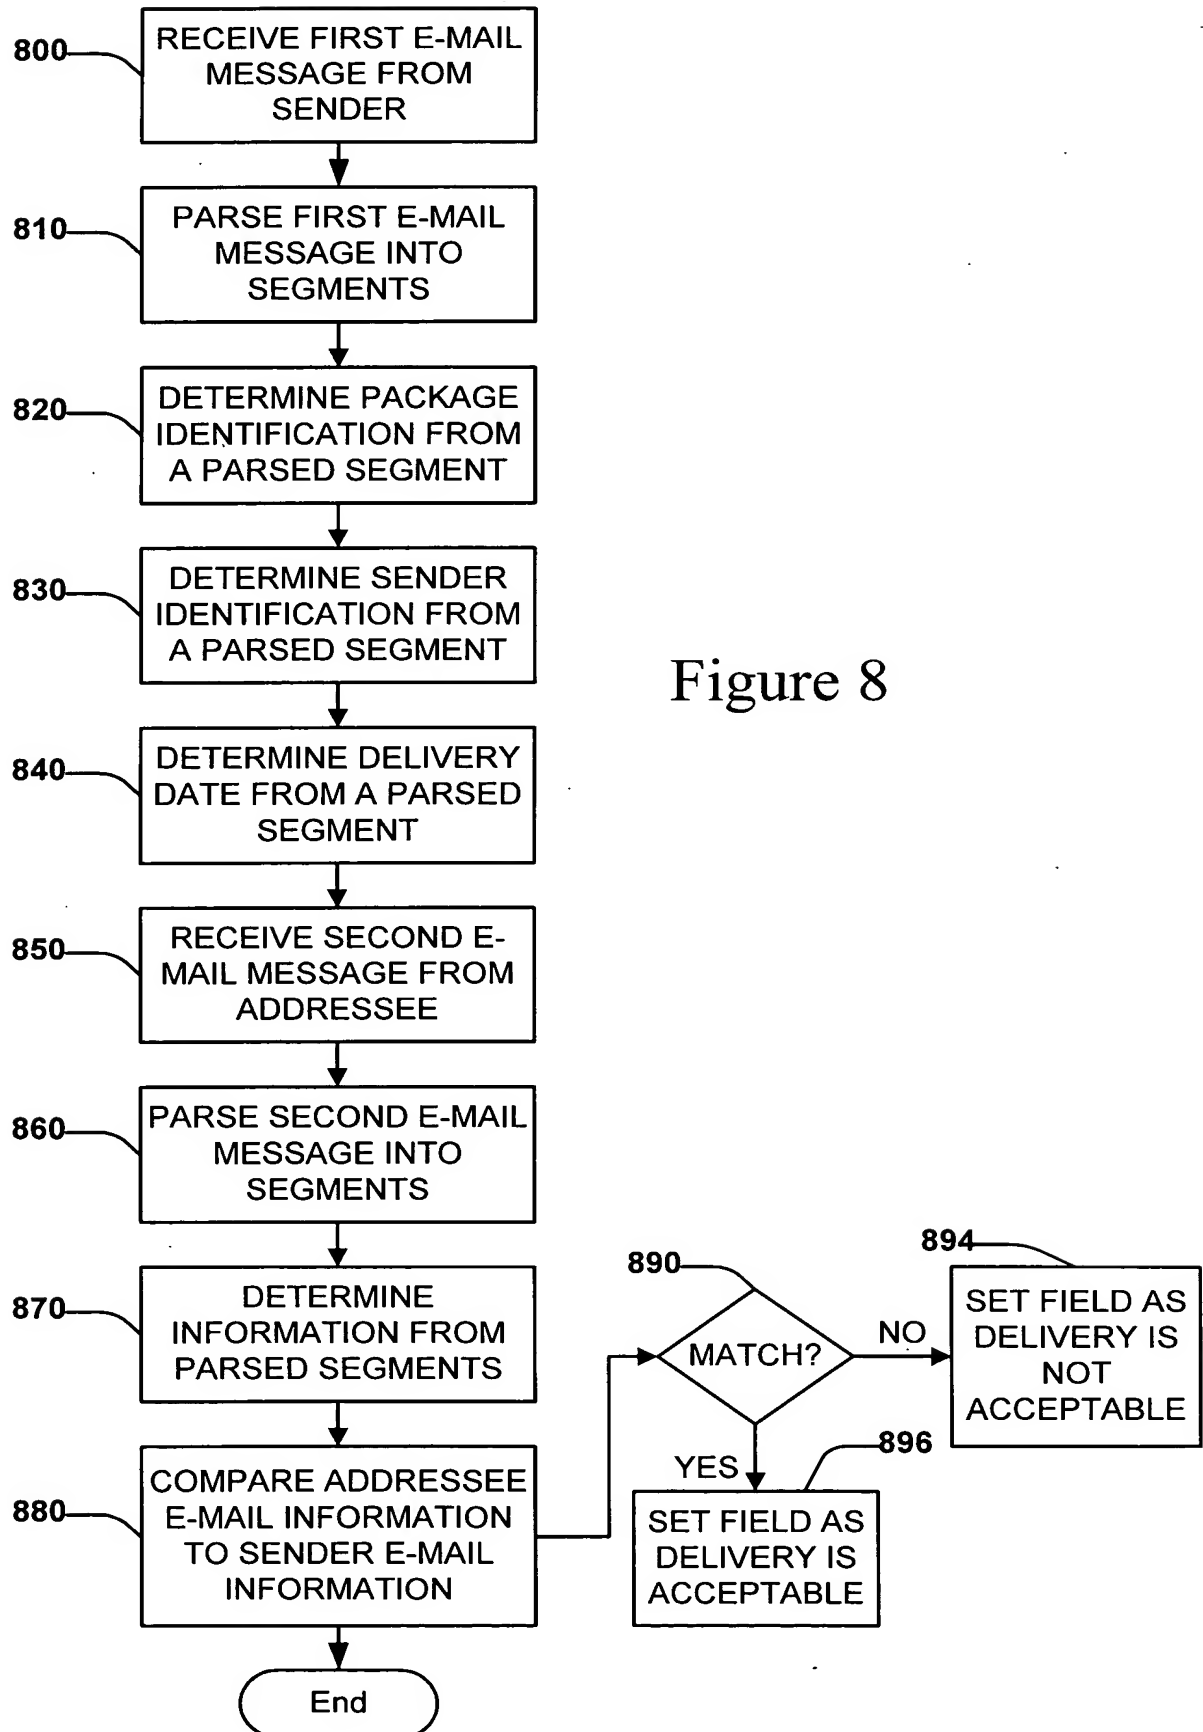 800
RECEIVE FIRST E-MAIL
MESSAGE FROM
SENDER
810
PARSE FIRST E-MAIL
MESSAGE INTO
SEGMENTS
820
DETERMINE PACKAGE
IDENTIFICATION FROM
A PARSED SEGMENT
830
DETERMINE SENDER
IDENTIFICATION FROM
A PARSED SEGMENT
Figure 8
840
DETERMINE DELIVERY
DATE FROM A PARSED
SEGMENT
850
RECEIVE SECOND E-
MAIL MESSAGE FROM
ADDRESSEE
860
PARSE SECOND E-MAIL
MESSAGE INTO
SEGMENTS
870
DETERMINE
INFORMATION FROM
PARSED SEGMENTS
880
COMPARE ADDRESSEE
E-MAIL INFORMATION
TO SENDER E-MAIL
INFORMATION
890
MATCH?
NO
894
SET FIELD AS
DELIVERY IS
NOT
ACCEPTABLE
YES
896
SET FIELD AS
DELIVERY IS
ACCEPTABLE
End